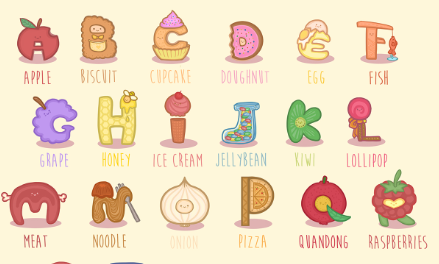 APPLE BISCUIT CUPCAKE DOUGHNUT EGG FISH
GRAPE HONEY ICE CREAM JELLYBEAN KIWI LOLLIPOP
MEAT NOODLE ONION PIZZA QUANDONG RASPBERRIES